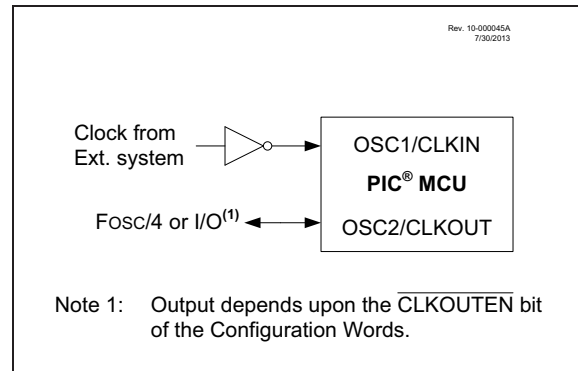 Rev. 10-000045A
7/30/2013
Clock from
Ext. system
OSC1/CLKIN
PIC® MCU
FOSC/4 or I/O(1)
OSC2/CLKOUT
Note 1: Output depends upon the CLKOUTEN bit
of the Configuration Words.